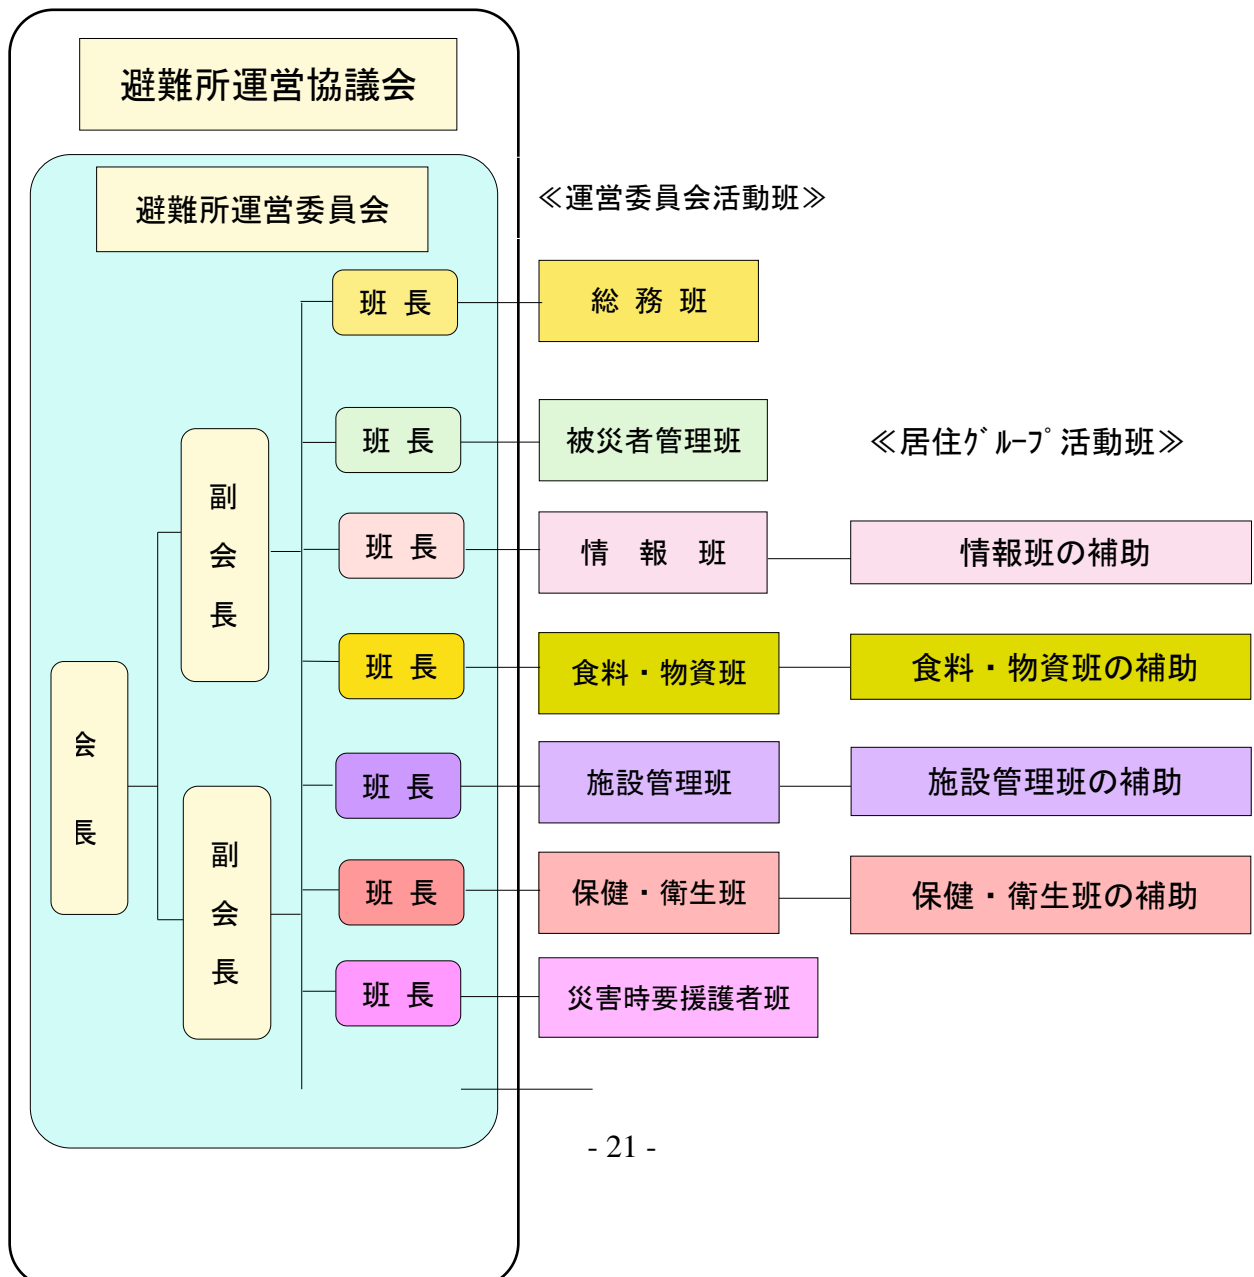 避難所運営協議会
避難所運営委員会
≪運営委員会活動班≫
班 長
総 務 班
班 長
被災者管理班
≪居住ｸﾞﾙｰﾌﾟ活動班≫
副会長
班 長
情 報 班
情報班の補助
班 長
食料・物資班
食料・物資班の補助
会長
班 長
施設管理班
施設管理班の補助
副会長
班 長
保健・衛生班
保健・衛生班の補助
班 長
災害時要援護者班
- 21 -